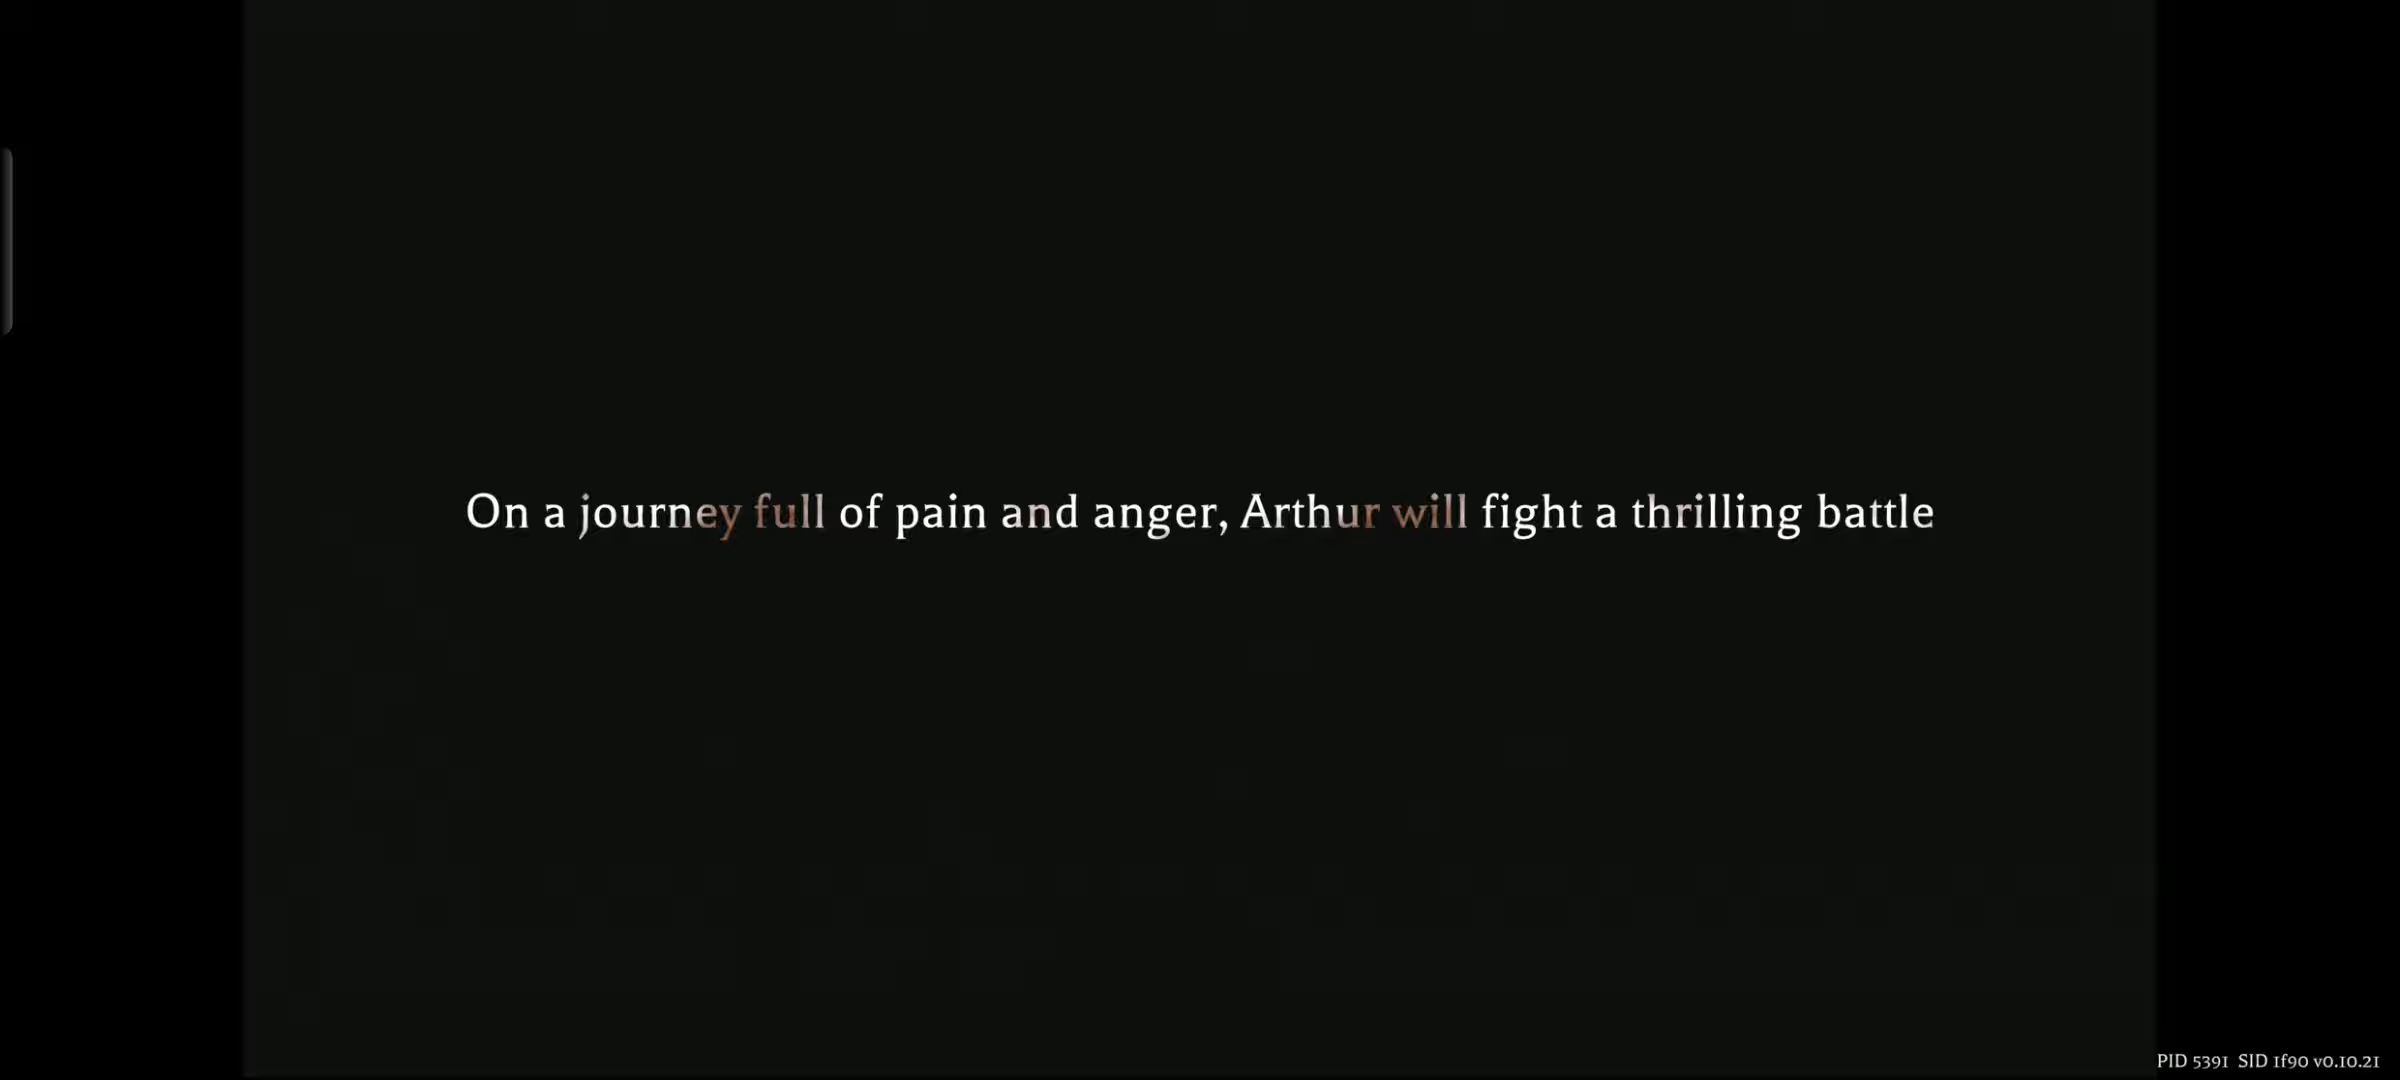 On a journey full of pain and anger, Arthur will fight a thrilling battle
PID 5391 SID 1f90 v0.10.21